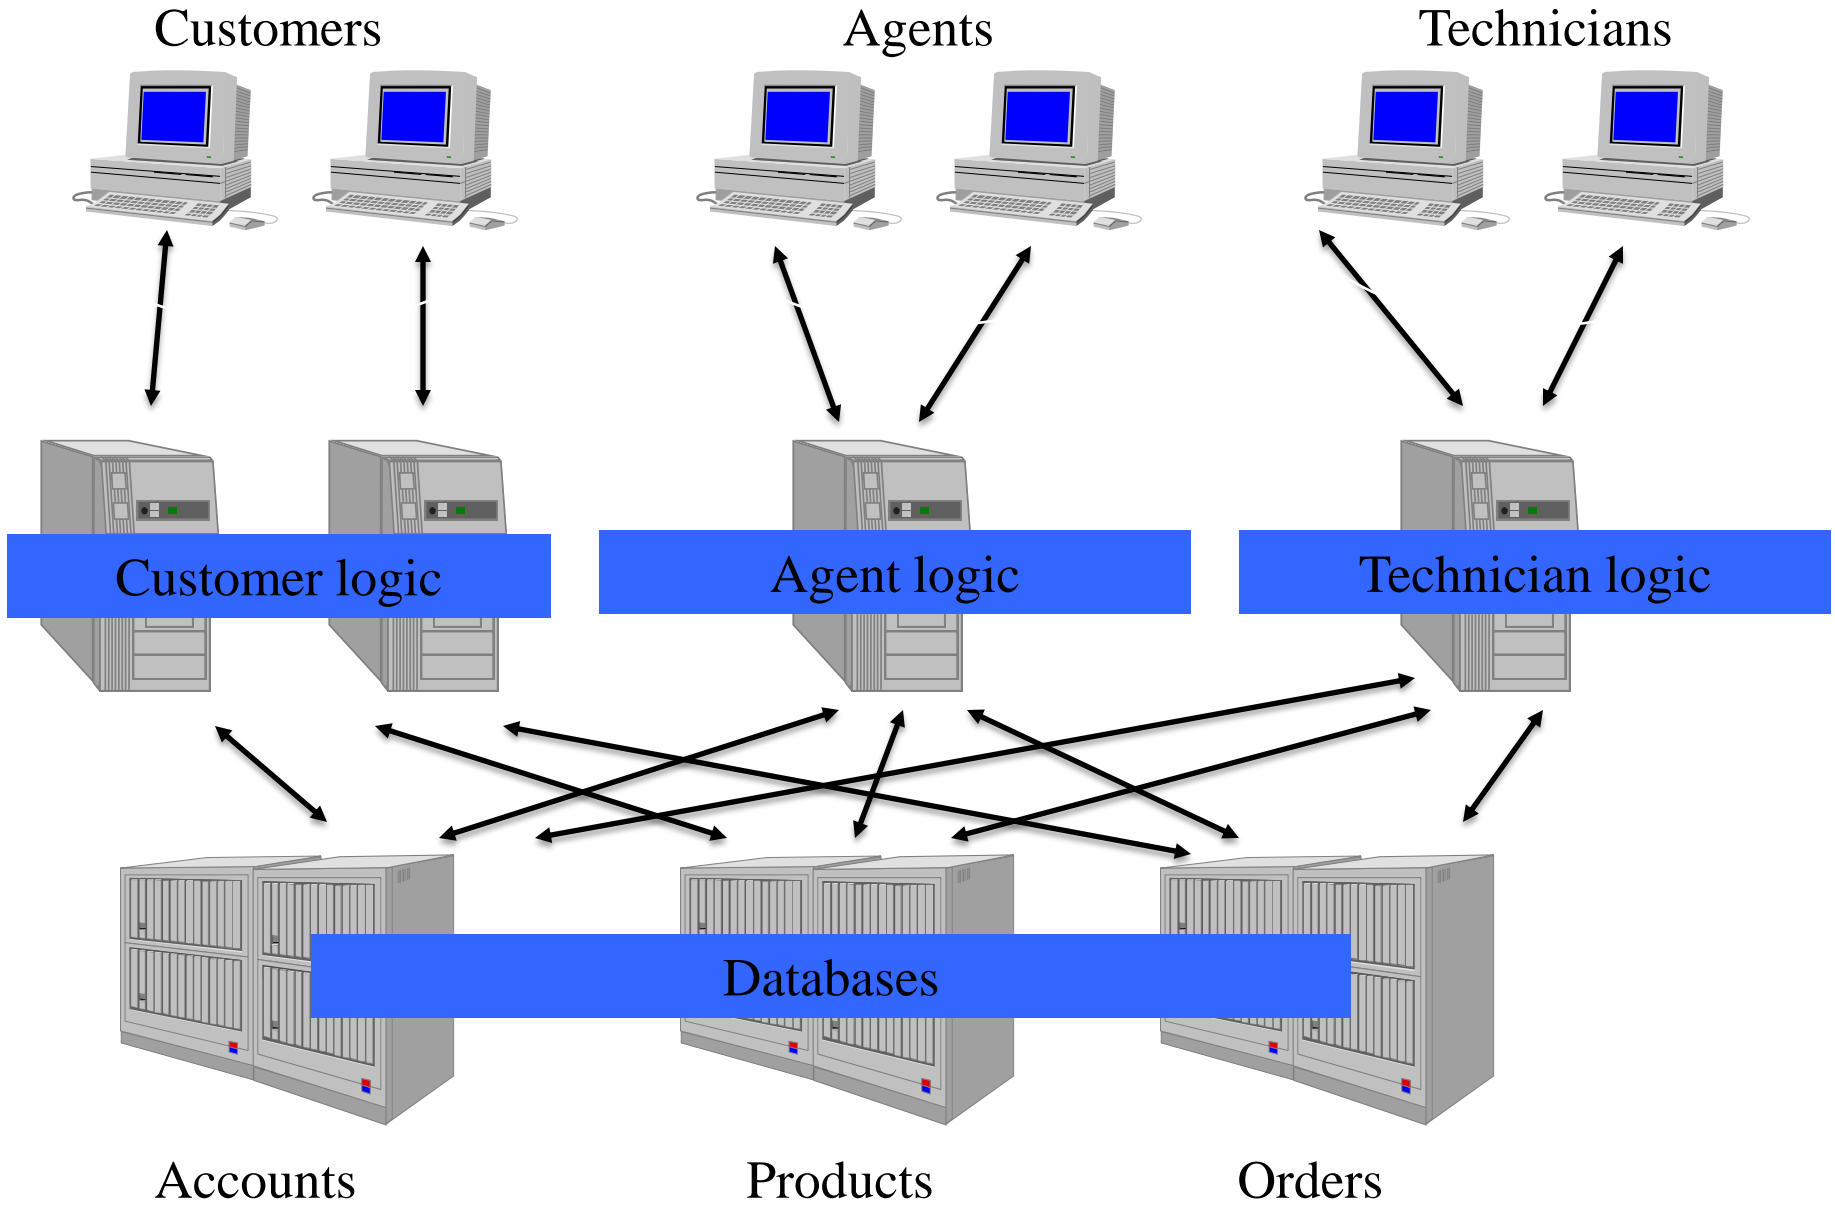 Customers
Agents
Technicians
Customer logic
Agent logic
Technician logic
Databases
Accounts
Products
Orders